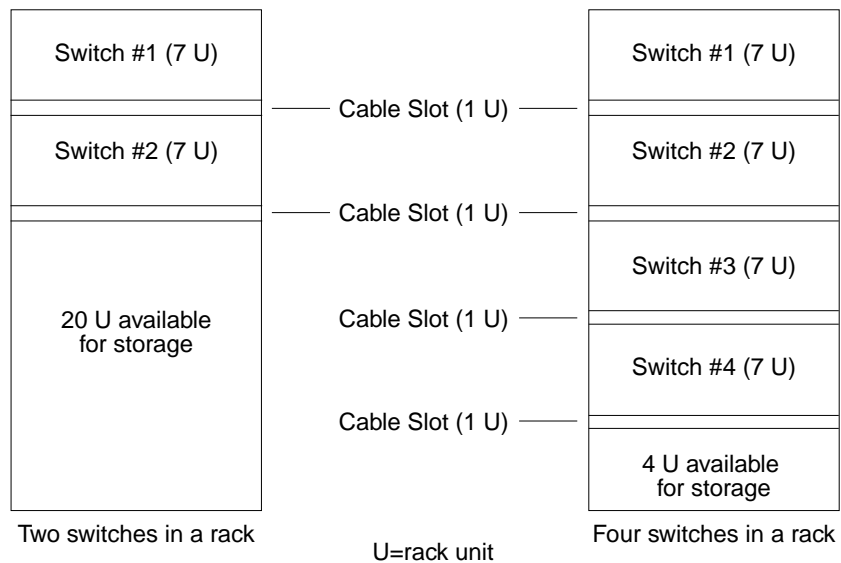 Switch #1 (7 U)
Switch #2 (7 U)
20 U available
for storage
Two switches in a rack
Cable Slot (1 U)
Cable Slot (1 U)
Cable Slot (1 U)
Cable Slot (1 U)
U=rack unit
Switch #1 (7 U)
Switch #2 (7 U)
Switch #3 (7 U)
Switch #4 (7 U)
4 U available
for storage
Four switches in a rack